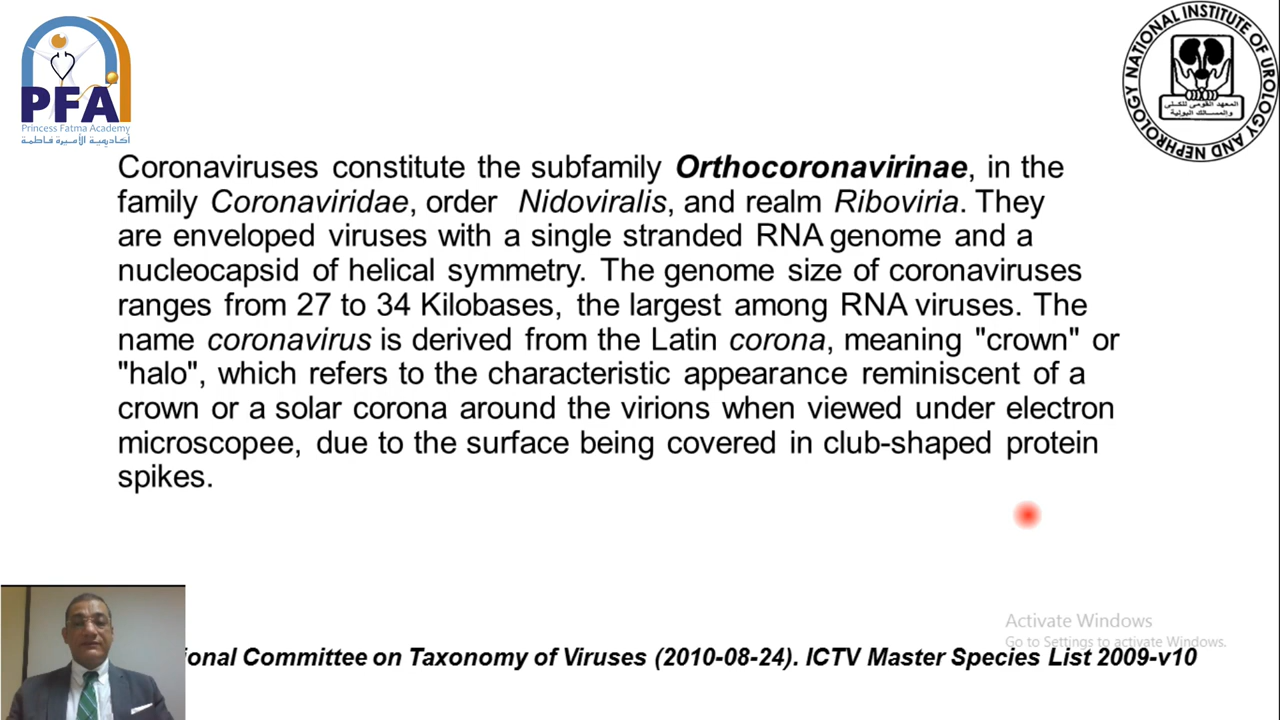 PFA
Princess Fatma Academy
أكاديمية الأميرة فاطمة
NATIONAL INSTITUTE OF UROLOGY AND NEPHROLOGY
المعهد القومى للكلى
والمسالك البولية
Coronaviruses constitute the subfamily Orthocoronavirinae, in the
family Coronaviridae, order Nidoviralis, and realm Riboviria. They
are enveloped viruses with a single stranded RNA genome and a
nucleocapsid of helical symmetry. The genome size of coronaviruses
ranges from 27 to 34 Kilobases, the largest among RNA viruses. The
name coronavirus is derived from the Latin corona, meaning "crown" or
"halo", which refers to the characteristic appearance reminiscent of a
crown or a solar corona around the virions when viewed under electron
microscopee, due to the surface being covered in club-shaped protein
spikes.
Activate Windows
Go to Settings to activate Windows.
ional Committee on Taxonomy of Viruses (2010-08-24). ICTV Master Species List 2009-v10